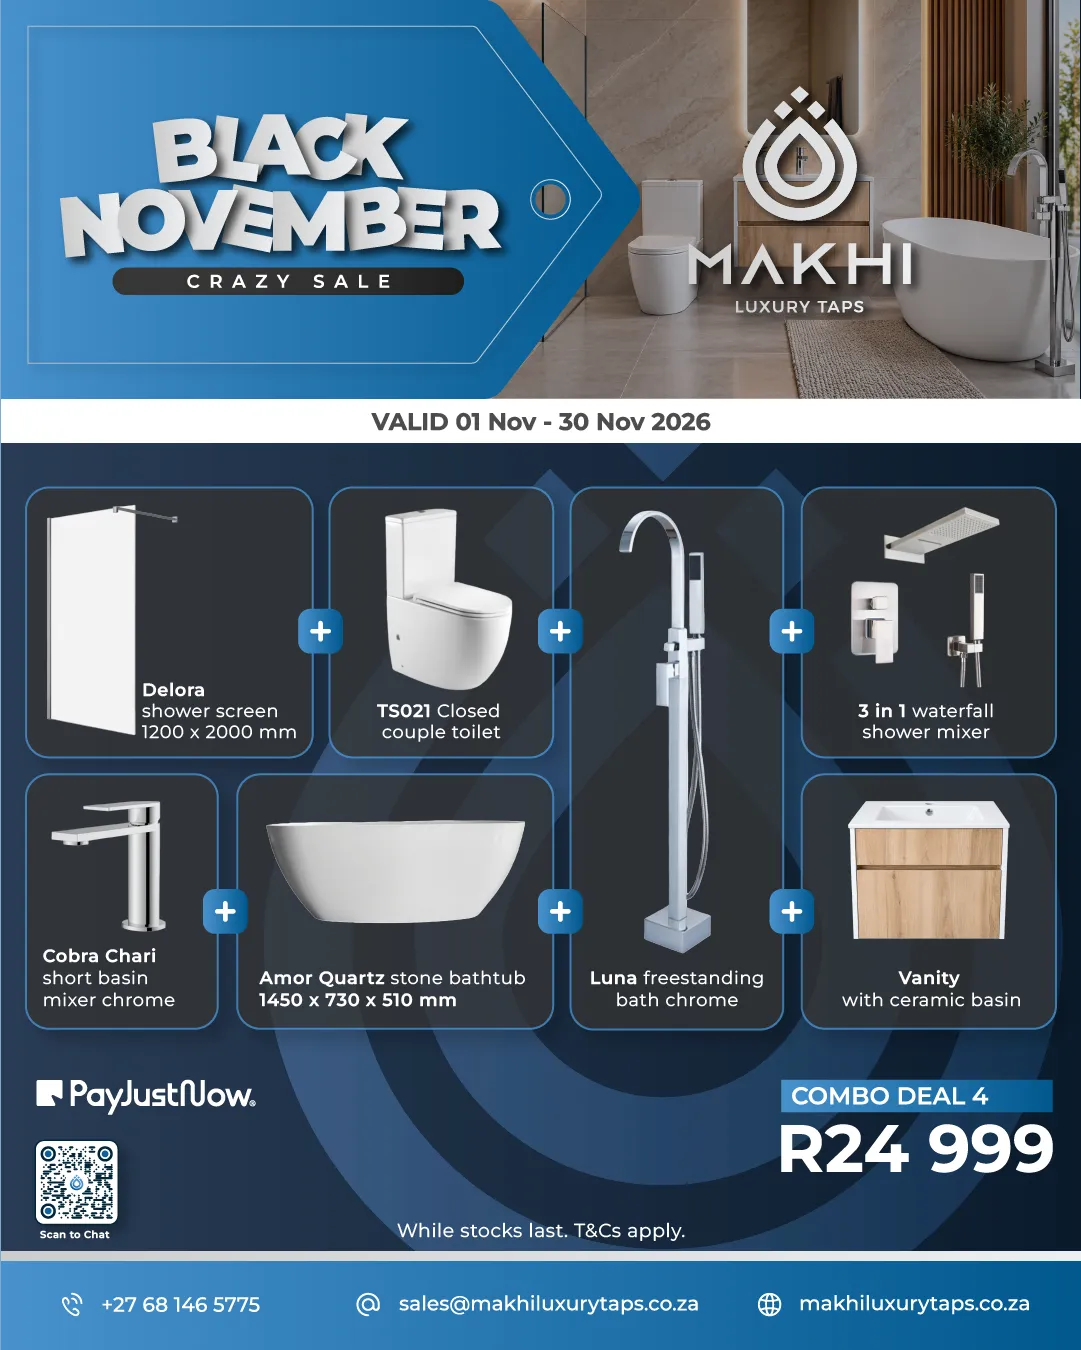 BLACK
NOVEMBER
CRAZY SALE
MAKHI
LUXURY TAPS
VALID 01 Nov - 30 Nov 2026
Delora
shower screen
1200 x 2000 mm
TS021 Closed
couple toilet
3 in 1 waterfall
shower mixer
Cobra Chari
short basin
mixer chrome
Amor Quartz stone bathtub
1450 x 730 x 510 mm
Luna freestanding
bath chrome
Vanity
with ceramic basin
PayJustNow®
COMBO DEAL 4
R24 999
Scan to Chat
While stocks last. T&Cs apply.
+27 68 146 5775
sales@makhiluxurytaps.co.za
makhiluxurytaps.co.za